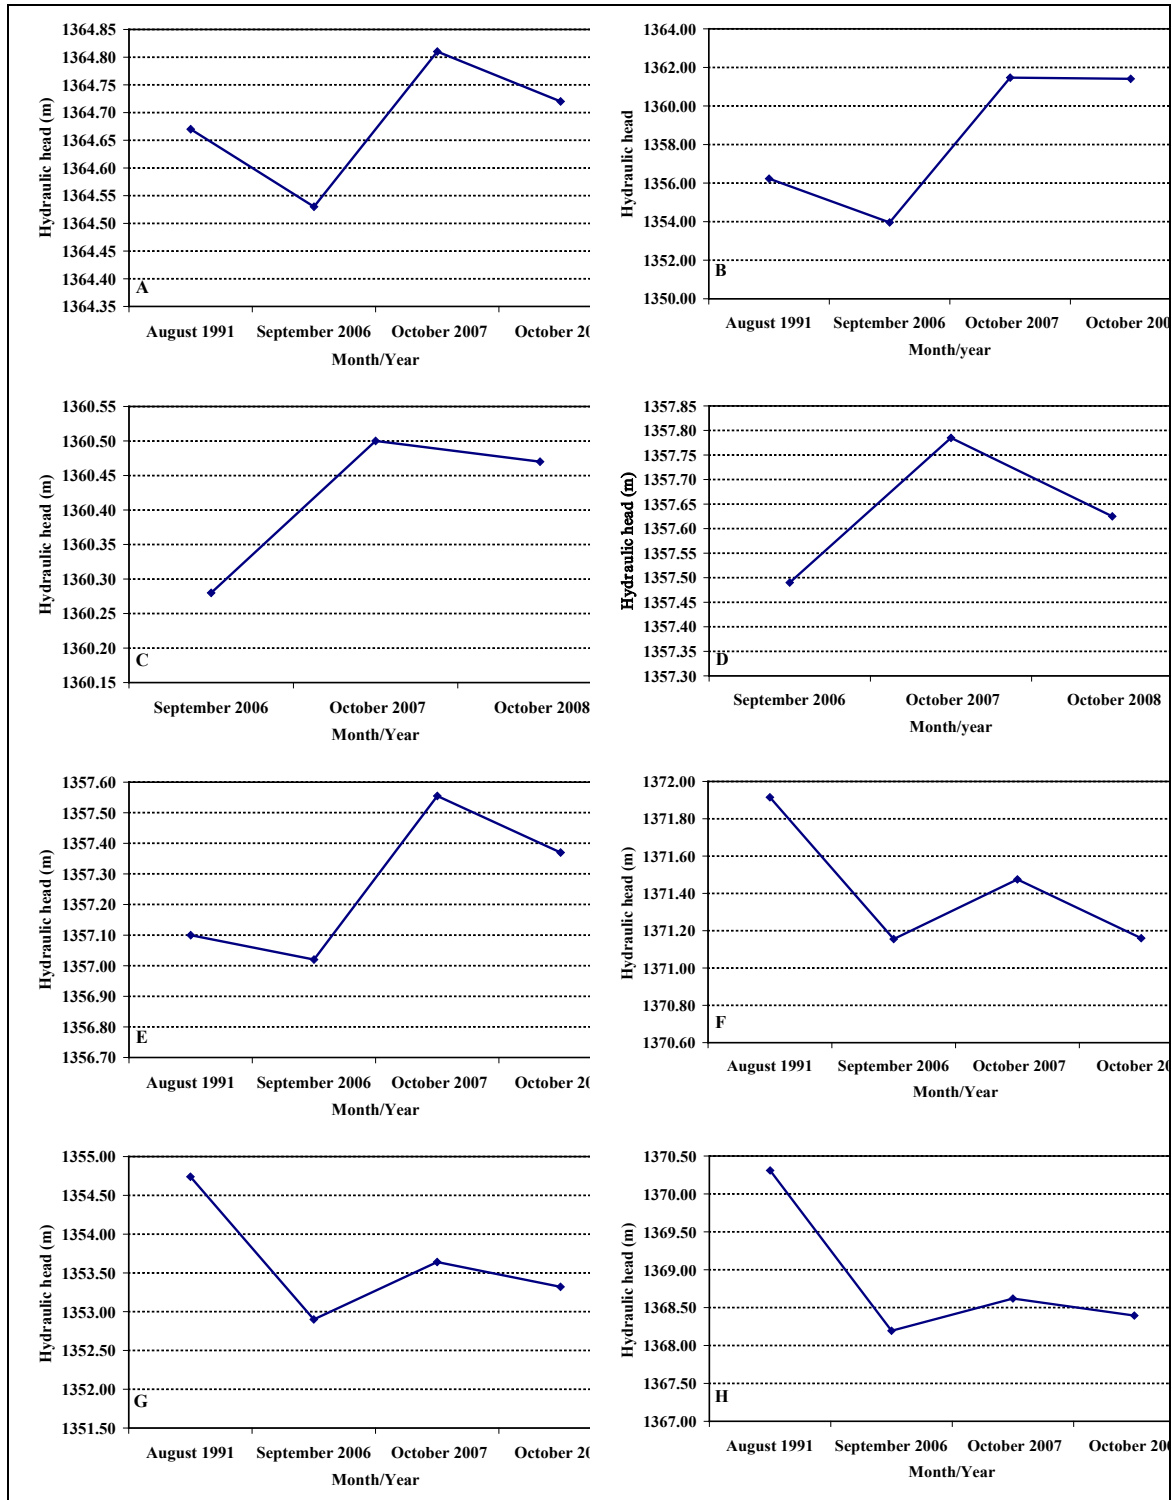 1364.85
1364.80
1364.75
1364.70
1364.65
1364.60
1364.55
1364.50
1364.45
1364.40
1364.35
Hydraulic head (m)
A
August 1991 September 2006 October 2007 October 20
Month/Year
1364.00
1362.00
1360.00
1358.00
1356.00
1354.00
1352.00
1350.00
Hydraulic head
B
August 1991 September 2006 October 2007 October 200
Month/year
1360.55
1360.50
1360.45
1360.40
1360.35
1360.30
1360.25
1360.20
1360.15
Hydraulic head (m)
C
September 2006 October 2007 October 2008
Month/Year
1357.85
1357.80
1357.75
1357.70
1357.65
1357.60
1357.55
1357.50
1357.45
1357.40
1357.35
1357.30
Hydraulic head (m)
D
September 2006 October 2007 October 2008
Month/year
1357.60
1357.50
1357.40
1357.30
1357.20
1357.10
1357.00
1356.90
1356.80
1356.70
Hydraulic head (m)
E
August 1991 September 2006 October 2007 October 20
Month/Year
1372.00
1371.80
1371.60
1371.40
1371.20
1371.00
1370.80
1370.60
Hydraulic head (m)
F
August 1991 September 2006 October 2007 October 20
Month/Year
1355.00
1354.50
1354.00
1353.50
1353.00
1352.50
1352.00
1351.50
Hydraulic head (m)
G
August 1991 September 2006 October 2007 October 20
Month/Year
1370.50
1370.00
1369.50
1369.00
1368.50
1368.00
1367.50
1367.00
Hydraulic head (m)
H
August 1991 September 2006 October 2007 October 200
Month/Year